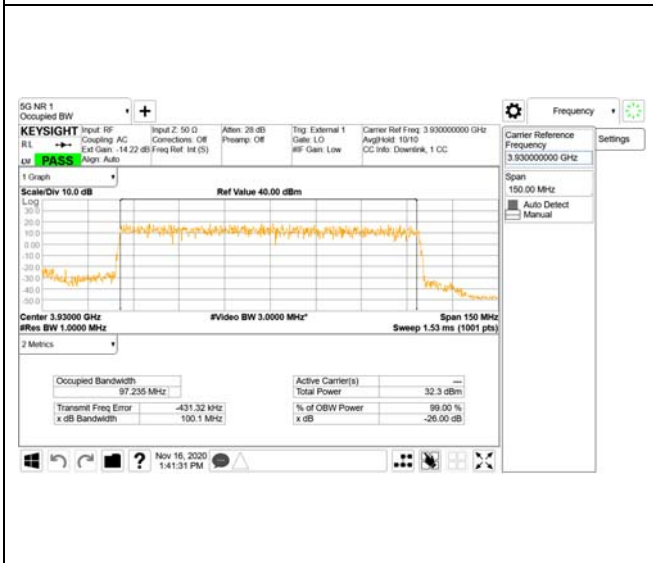 5G NR 1
Occupied BW
+
Frequency
KEYSIGHT
RL
LXI
PASS
Input: RF
Coupling: AC
Ext Gain: -14.22 dB
Align: Auto
Input Z: 50 Ω
Corrections: Off
Freq Ref: Int (S)
Atten: 28 dB
Preamp: Off
Trig: External 1
Gate: LO
#IF Gain: Low
Carrier Ref Freq: 3.930000000 GHz
Avg|Hold: 10/10
CC Info: Downlink, 1 CC
Carrier Reference
Frequency
3.930000000 GHz
Settings
Span
150.00 MHz
Auto Detect
Manual
1 Graph
Scale/Div 10.0 dB
Ref Value 40.00 dBm
Log
30.0
20.0
10.0
0.00
-10.0
-20.0
-30.0
-40.0
-50.0
Center 3.93000 GHz
#Video BW 3.0000 MHz*
Span 150 MHz
#Res BW 1.0000 MHz
Sweep 1.53 ms (1001 pts)
2 Metrics
Occupied Bandwidth
97.235 MHz
Active Carrier(s)
---
Total Power
32.3 dBm
Transmit Freq Error
-431.32 kHz
% of OBW Power
99.00 %
x dB Bandwidth
100.1 MHz
x dB
-26.00 dB
?
Nov 16, 2020
1:41:31 PM